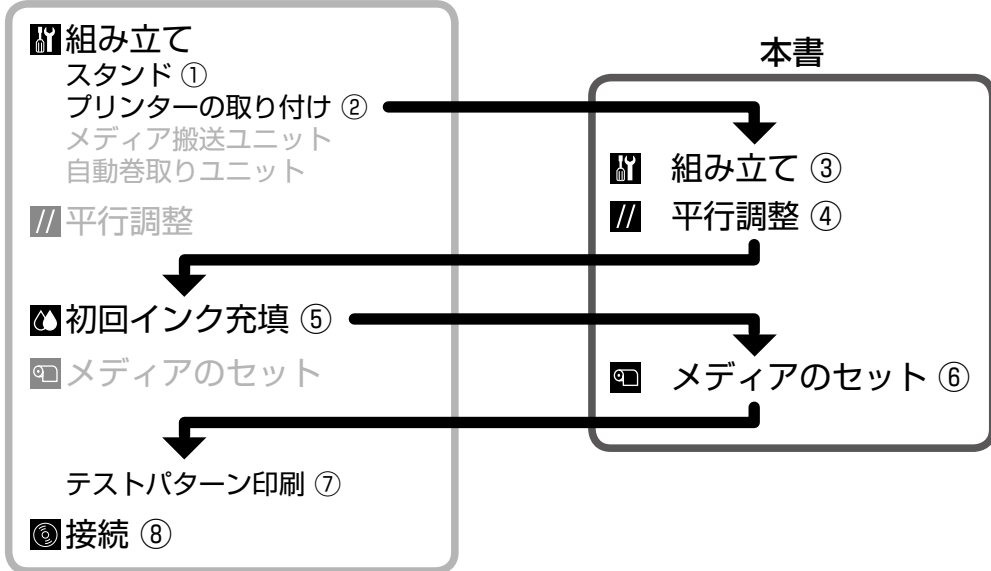 組み立て
スタンド ①
プリンターの取り付け ②
メディア搬送ユニット
自動巻取りユニット
平行調整
初回インク充填 ⑤
メディアのセット
テストパターン印刷 ⑦
接続 ⑧
本書
組み立て ③
平行調整 ④
メディアのセット ⑥